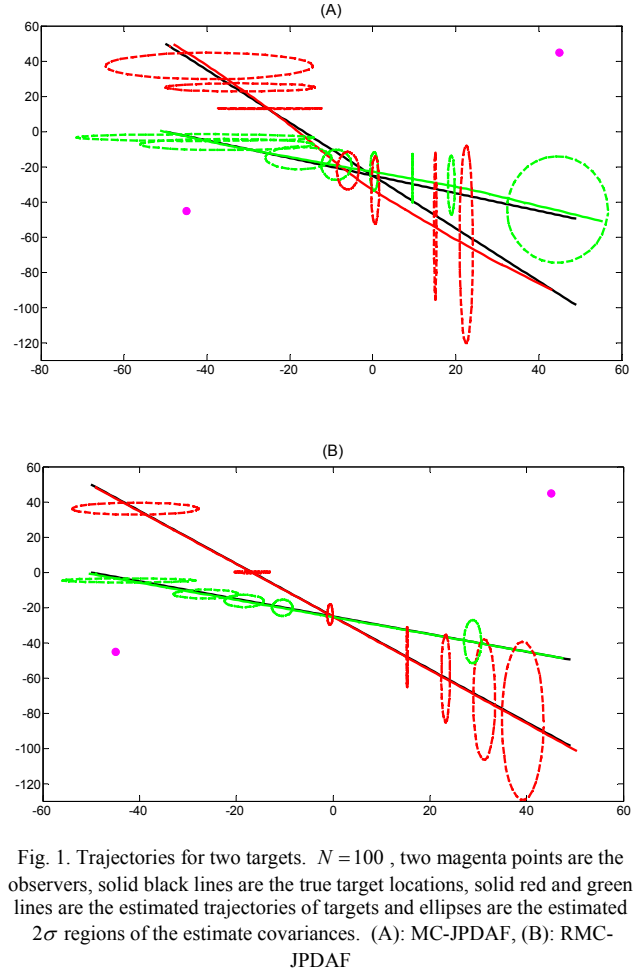 (A)
60
40
20
0
-20
-40
-60
-80
-100
-120
-80 -60 -40 -20 0 20 40 60
(B)
60
40
20
0
-20
-40
-60
-80
-100
-120
-60 -40 -20 0 20 40 60
Fig. 1. Trajectories for two targets. N = 100 , two magenta points are the
observers, solid black lines are the true target locations, solid red and green
lines are the estimated trajectories of targets and ellipses are the estimated
2σ regions of the estimate covariances. (A): MC-JPDAF, (B): RMC-
JPDAF